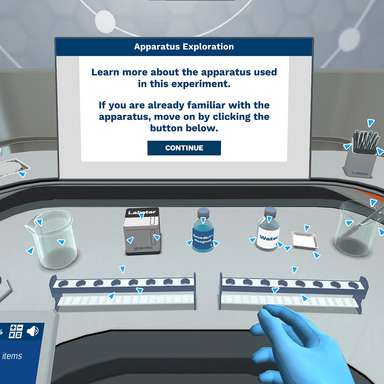 Apparatus Exploration
Learn more about the apparatus used
in this experiment.
If you are already familiar with the
apparatus, move on by clicking the
button below.
CONTINUE
Labster
Water
items